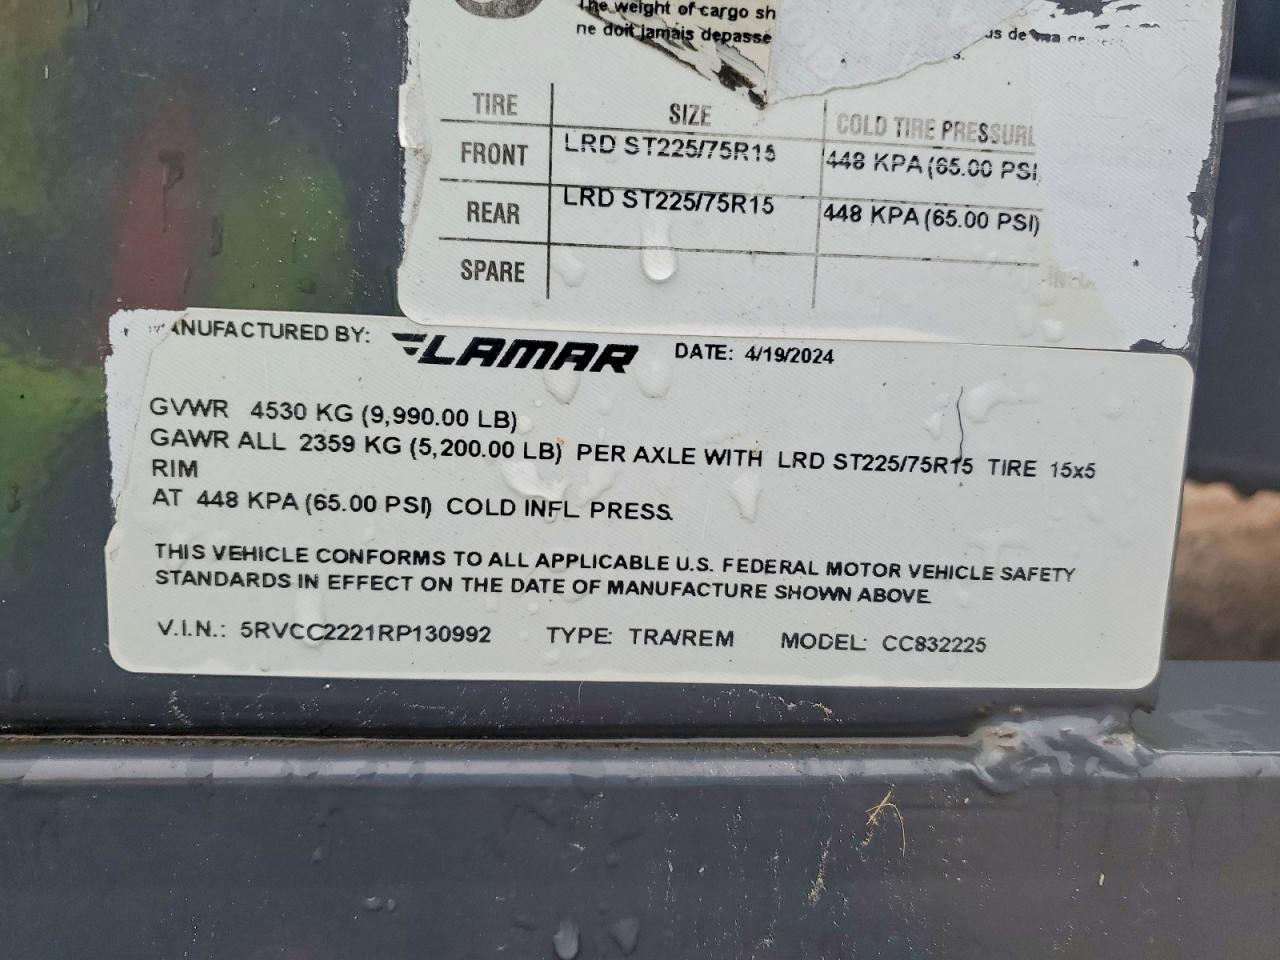 The weight of cargo sh
ne doit jamais depasse
TIRE SIZE COLD TIRE PRESSURE
FRONT LRD ST225/75R15 448 KPA (65.00 PSI
REAR LRD ST225/75R15 448 KPA (65.00 PSI)
SPARE
ANUFACTURED BY: LAMAR DATE: 4/19/2024
GVWR 4530 KG (9,990.00 LB)
GAWR ALL 2359 KG (5,200.00 LB) PER AXLE WITH LRD ST225/75R15 TIRE 15x5
RIM
AT 448 KPA (65.00 PSI) COLD INFL. PRESS.
THIS VEHICLE CONFORMS TO ALL APPLICABLE U.S. FEDERAL MOTOR VEHICLE SAFETY
STANDARDS IN EFFECT ON THE DATE OF MANUFACTURE SHOWN ABOVE
V.I.N.: 5RVCC2221RP130992 TYPE: TRA/REM MODEL: CC832225